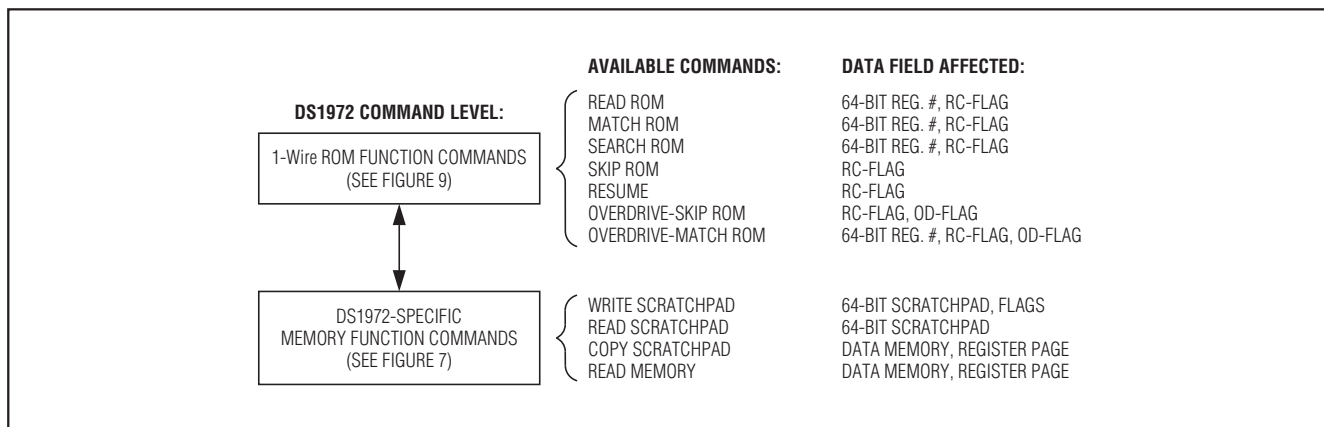 AVAILABLE COMMANDS: DATA FIELD AFFECTED:
DS1972 COMMAND LEVEL:
1-Wire ROM FUNCTION COMMANDS
(SEE FIGURE 9)
READ ROM 64-BIT REG. #, RC-FLAG
MATCH ROM 64-BIT REG. #, RC-FLAG
SEARCH ROM 64-BIT REG. #, RC-FLAG
SKIP ROM RC-FLAG
RESUME RC-FLAG
OVERDRIVE-SKIP ROM RC-FLAG, OD-FLAG
OVERDRIVE-MATCH ROM 64-BIT REG. #, RC-FLAG, OD-FLAG
DS1972-SPECIFIC
MEMORY FUNCTION COMMANDS
(SEE FIGURE 7)
WRITE SCRATCHPAD 64-BIT SCRATCHPAD, FLAGS
READ SCRATCHPAD 64-BIT SCRATCHPAD
COPY SCRATCHPAD DATA MEMORY, REGISTER PAGE
READ MEMORY DATA MEMORY, REGISTER PAGE